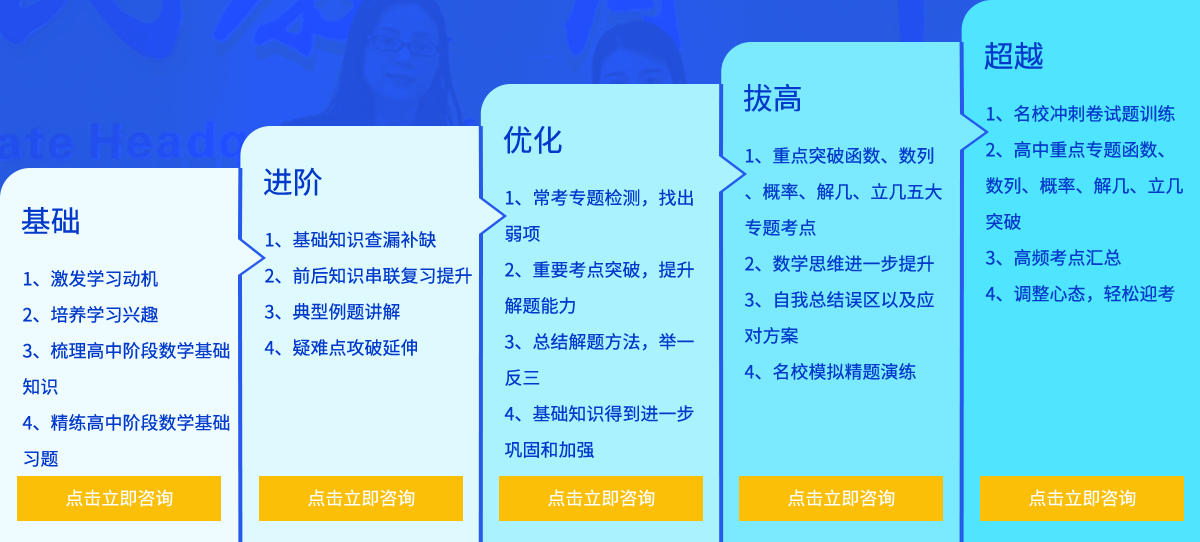 ate Headq
基础
1、激发学习动机
2、培养学习兴趣
3、梳理高中阶段数学基础
知识
4、精练高中阶段数学基础
习题
点击立即咨询
进阶
1、基础知识查漏补缺
2、前后知识串联复习提升
3、典型例题讲解
4、疑难点攻破延伸
点击立即咨询
优化
1、常考专题检测，找出
弱项
2、重要考点突破，提升
解题能力
3、总结解题方法，举一
反三
4、基础知识得到进一步
巩固和加强
点击立即咨询
拔高
1、重点突破函数、数列
、概率、解几、立几五大
专题考点
2、数学思维进一步提升
3、自我总结误区以及应
对方案
4、名校模拟精题演练
点击立即咨询
超越
1、名校冲刺卷试题训练
2、高中重点专题函数、
数列、概率、解几、立几
突破
3、高频考点汇总
4、调整心态，轻松迎考
点击立即咨询